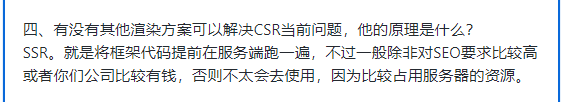 四、有没有其他渲染方案可以解决CSR当前问题，他的原理是什么？
SSR。就是将框架代码提前在服务端跑一遍，不过一般除非对SEO要求比较高
或者你们公司比较有钱，否则不太会去使用，因为比较占用服务器的资源。